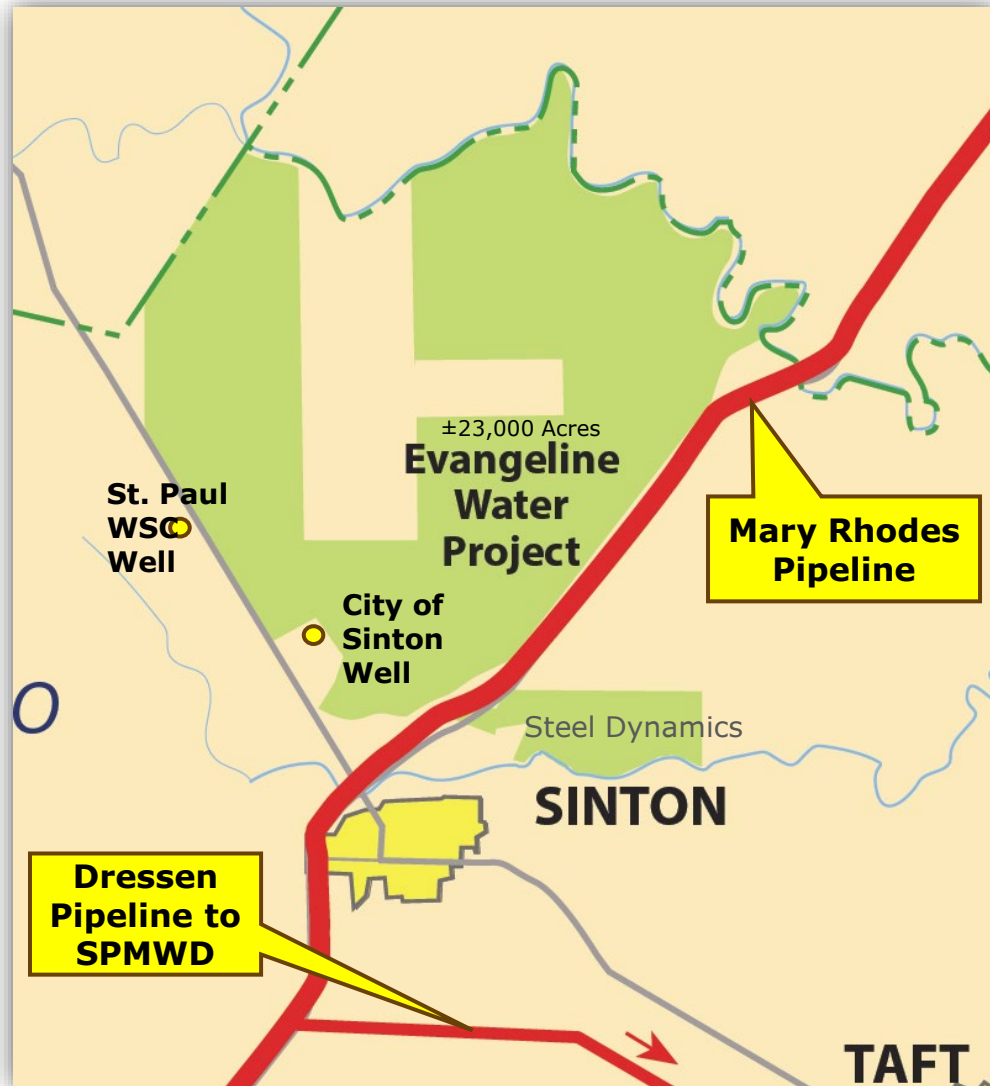 ±23,000 Acres
Evangeline
Water
Project
St. Paul
WSC
Well
Mary Rhodes
Pipeline
City of
Sinton
Well
O
Steel Dynamics
SINTON
Dressen
Pipeline to
SPMWD
TAFT